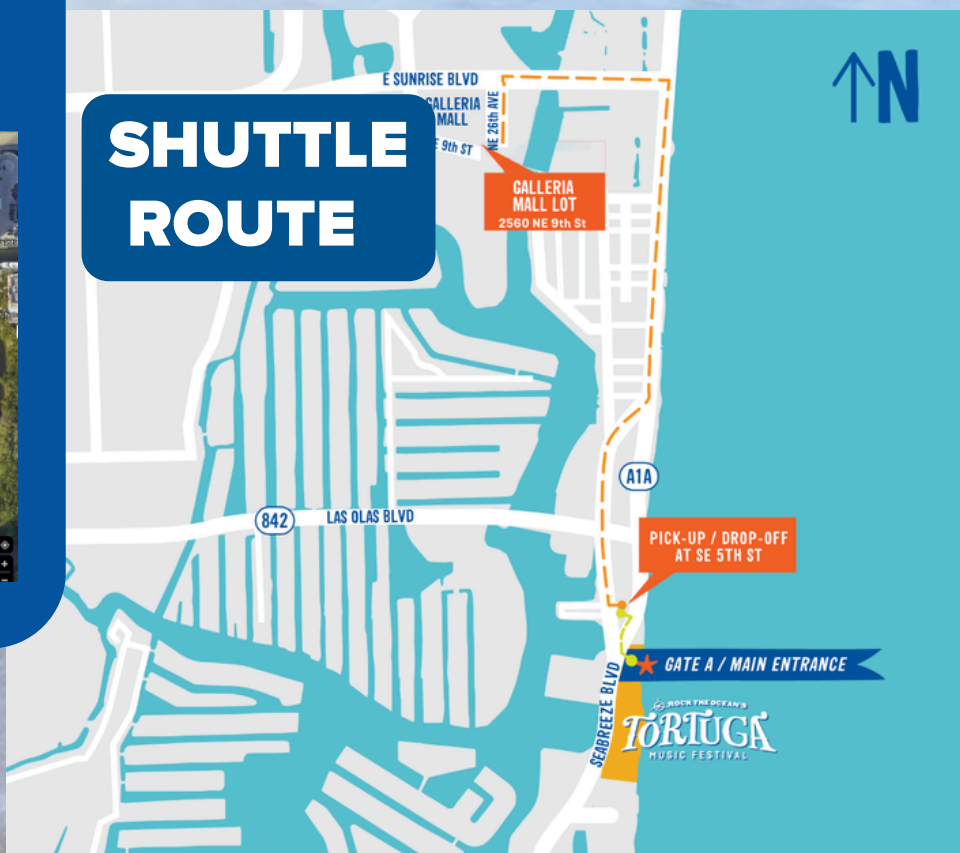 SHUTTLE
ROUTE
N
E SUNRISE BLVD
GALLERIA
MALL
NE 26th AVE
E 9th ST
GALLERIA
MALL LOT
2560 NE 9th St
A1A
842
LAS OLAS BLVD
PICK-UP / DROP-OFF
AT SE 5TH ST
GATE A / MAIN ENTRANCE
SEABREEZE BLVD
ROCK THE OCEAN'S
TORTUGA
MUSIC FESTIVAL